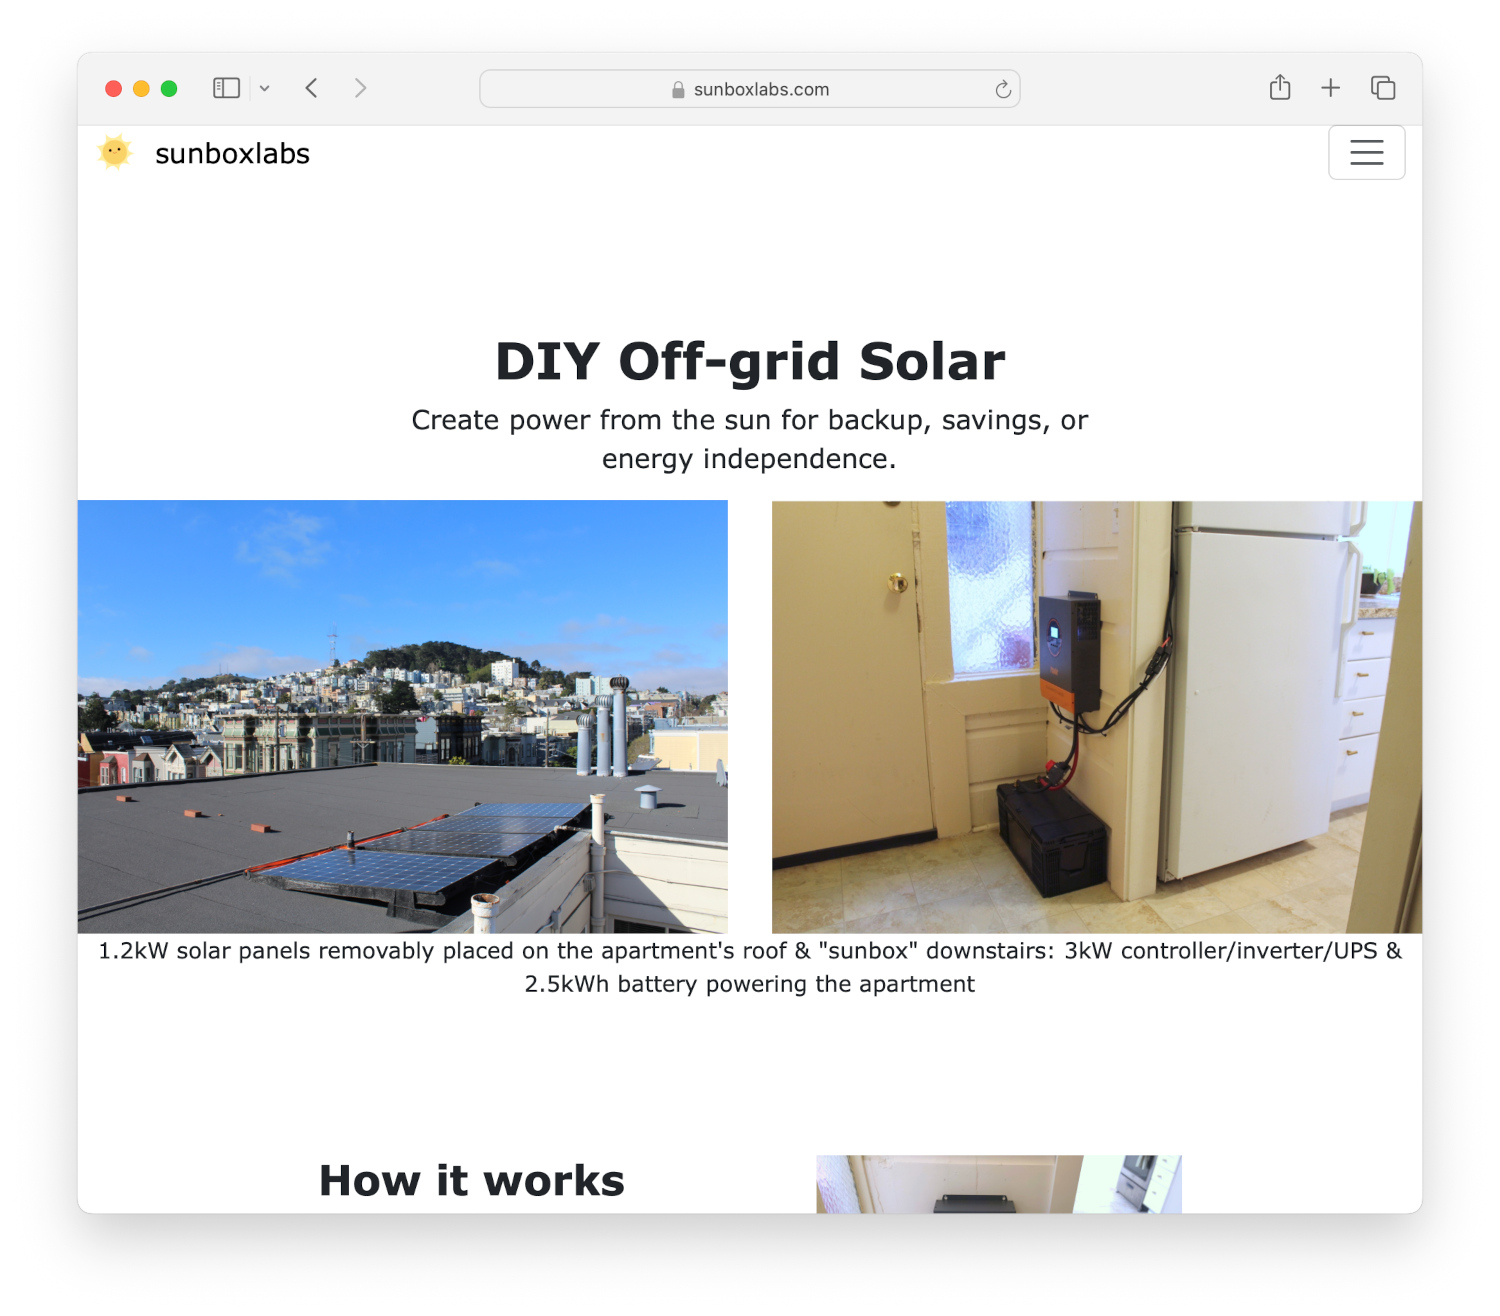 sunboxlabs.com
sunboxlabs
DIY Off-grid Solar
Create power from the sun for backup, savings, or
energy independence.
1.2kW solar panels removably placed on the apartment's roof & "sunbox" downstairs: 3kW controller/inverter/UPS &
2.5kWh battery powering the apartment
How it works